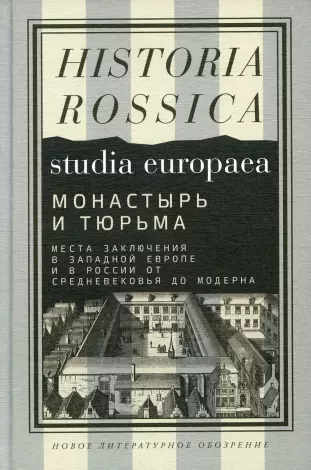 HISTORIA
ROSSICA
studia europaea
МОНАСТЫРЬ
И ТЮРЬМА
МЕСТА ЗАКЛЮЧЕНИЯ
В ЗАПАДНОЙ ЕВРОПЕ
И В РОССИИ ОТ
СРЕДНЕВЕКОВЬЯ ДО МОДЕРНА
НОВОЕ ЛИТЕРАТУРНОЕ ОБОЗРЕНИЕ